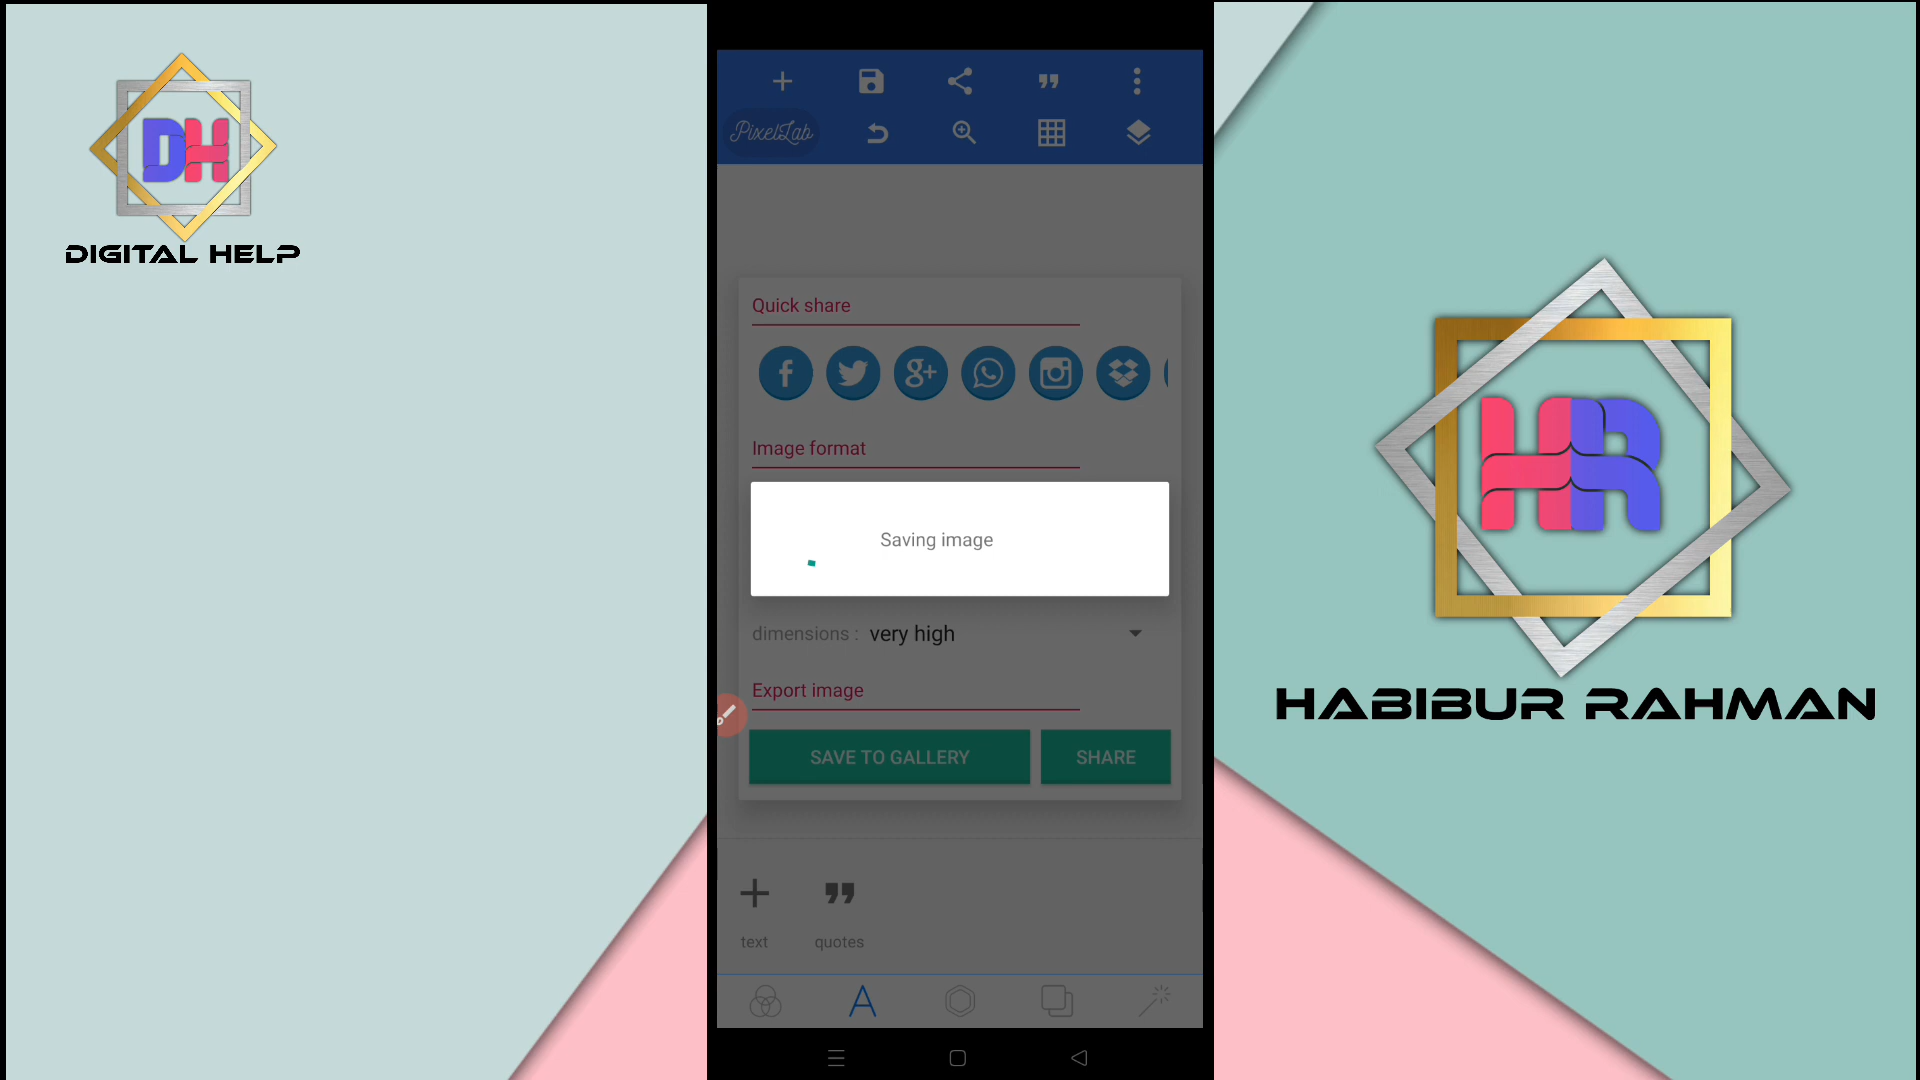 DH
DIGITAL HELP
PixelLab
Quick share
Image format
Saving image
dimensions : very high
Export image
SAVE TO GALLERY
SHARE
text
quotes
HR
HABIBUR RAHMAN